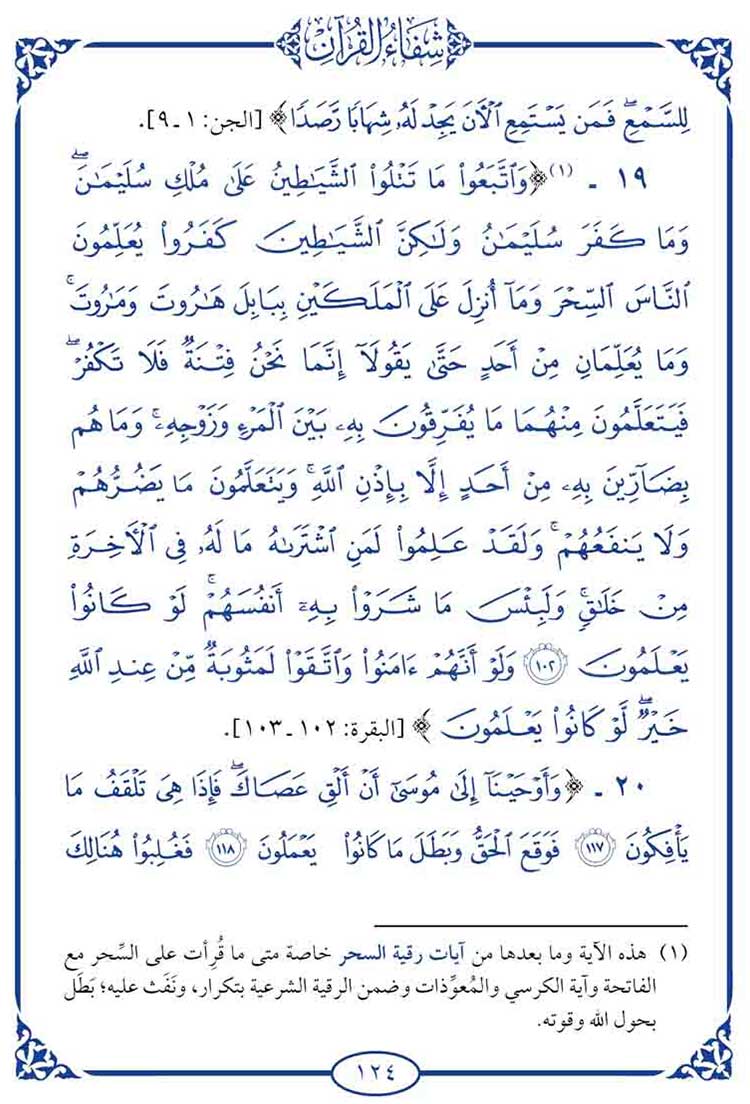 شفاء القرآن
لِلسَّمْعِ ۖ فَمَن يَسْتَمِعِ ٱلْآنَ يَجِدْ لَهُۥ شِهَابًا رَّصَدًا ﴾ [الجن: ١ ـ ٩].
١٩ ـ (١) ﴿ وَٱتَّبَعُوا۟ مَا تَتْلُوا۟ ٱلشَّيَٰطِينُ عَلَىٰ مُلْكِ سُلَيْمَٰنَ ۖ
وَمَا كَفَرَ سُلَيْمَٰنُ وَلَٰكِنَّ ٱلشَّيَٰطِينَ كَفَرُوا۟ يُعَلِّمُونَ
ٱلنَّاسَ ٱلسِّحْرَ وَمَآ أُنزِلَ عَلَى ٱلْمَلَكَيْنِ بِبَابِلَ هَٰرُوتَ وَمَٰرُوتَ ۚ
وَمَا يُعَلِّمَانِ مِنْ أَحَدٍ حَتَّىٰ يَقُولَآ إِنَّمَا نَحْنُ فِتْنَةٌ فَلَا تَكْفُرْ ۖ
فَيَتَعَلَّمُونَ مِنْهُمَا مَا يُفَرِّقُونَ بِهِۦ بَيْنَ ٱلْمَرْءِ وَزَوْجِهِۦ ۚ وَمَا هُم
بِضَآرِّينَ بِهِۦ مِنْ أَحَدٍ إِلَّا بِإِذْنِ ٱللَّهِ ۚ وَيَتَعَلَّمُونَ مَا يَضُرُّهُمْ
وَلَا يَنفَعُهُمْ ۚ وَلَقَدْ عَلِمُوا۟ لَمَنِ ٱشْتَرَىٰهُ مَا لَهُۥ فِى ٱلْآخِرَةِ
مِنْ خَلَٰقٍ ۚ وَلَبِئْسَ مَا شَرَوْا۟ بِهِۦٓ أَنفُسَهُمْ ۚ لَوْ كَانُوا۟
يَعْلَمُونَ ١٠٢ وَلَوْ أَنَّهُمْ ءَامَنُوا۟ وَٱتَّقَوْا۟ لَمَثُوبَةٌ مِّنْ عِندِ ٱللَّهِ
خَيْرٌ ۖ لَّوْ كَانُوا۟ يَعْلَمُونَ ﴾ [البقرة: ١٠٢ ـ ١٠٣].
٢٠ ـ ﴿ وَأَوْحَيْنَآ إِلَىٰ مُوسَىٰٓ أَنْ أَلْقِ عَصَاكَ ۖ فَإِذَا هِىَ تَلْقَفُ مَا
يَأْفِكُونَ ١١٧ فَوَقَعَ ٱلْحَقُّ وَبَطَلَ مَا كَانُوا۟ يَعْمَلُونَ ١١٨ فَغُلِبُوا۟ هُنَالِكَ
(١) هذه الآية وما بعدها من آيات رقية السحر خاصة متى ما قُرِأت على السِّحر مع
الفاتحة وآية الكرسي والمُعوِّذات وضمن الرقية الشرعية بتكرار، ونَفَث عليه؛ بَطَل
بحول الله وقوته.
١٢٤